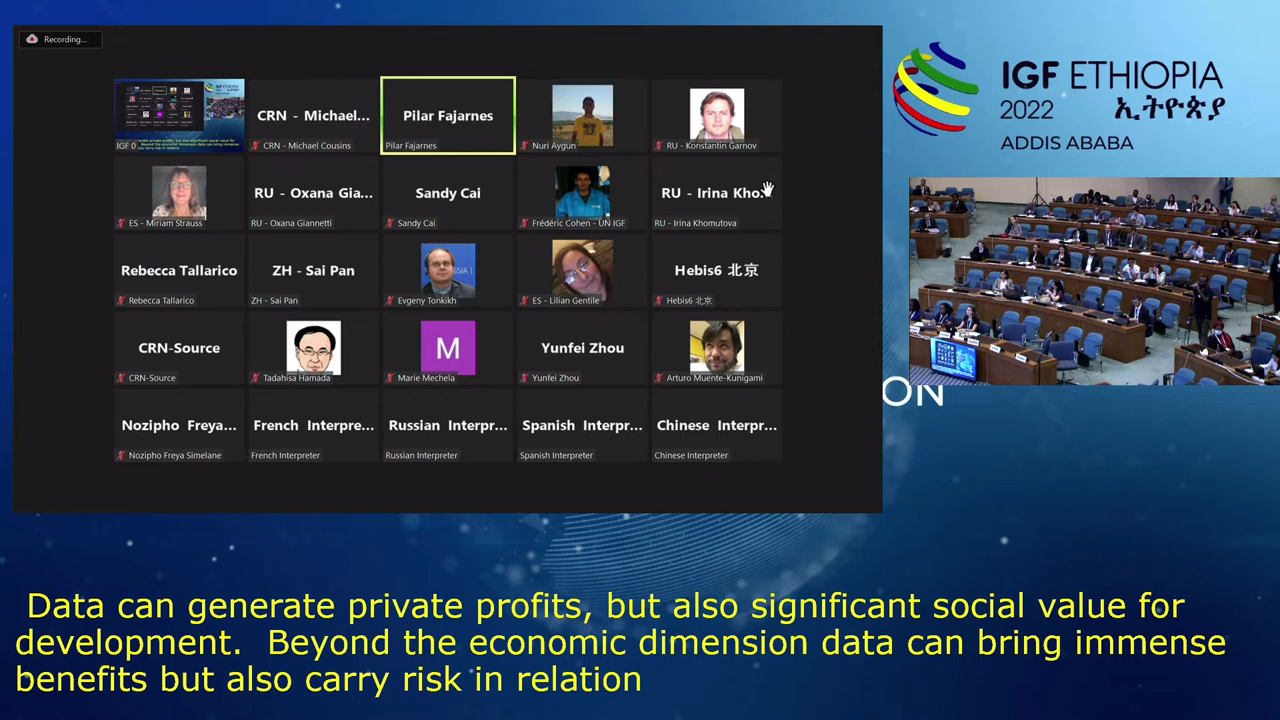 Recording...
IGF ETHIOPIA
2022 ኢትዮጵያ
ADDIS ABABA
IGF 0
CRN - Michael...
CRN - Michael Cousins
Pilar Fajarnes
Pilar Fajarnes
Nuri Aygun
RU - Konstantin Garnov
ES - Miriam Strauss
RU - Oxana Gia...
RU - Oxana Giannetti
Sandy Cai
Sandy Cai
Frédéric Cohen - UN IGF
RU - Irina Kho...
RU - Irina Khomutova
Rebecca Tallarico
Rebecca Tallarico
ZH - Sai Pan
ZH - Sai Pan
Evgeny Tonkikh
ES - Lilian Gentile
Hebis6 北京
Hebis6 北京
CRN-Source
CRN-Source
Tadahisa Hamada
M
Marie Mechela
Yunfei Zhou
Yunfei Zhou
Arturo Muente-Kunigami
ON
Nozipho Freya...
Nozipho Freya Simelane
French Interpre...
French Interpreter
Russian Interpr...
Russian Interpreter
Spanish Interpr...
Spanish Interpreter
Chinese Interpr...
Chinese Interpreter
Data can generate private profits, but also significant social value for
development. Beyond the economic dimension data can bring immense
benefits but also carry risk in relation